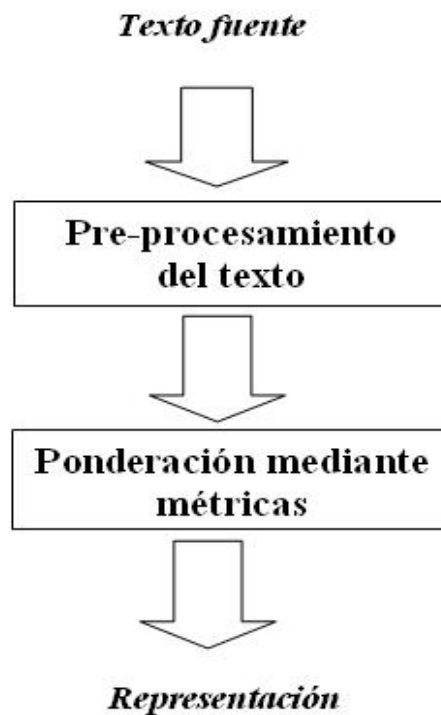 Texto fuente
Pre-procesamiento
del texto
Ponderación mediante
métricas
Representación